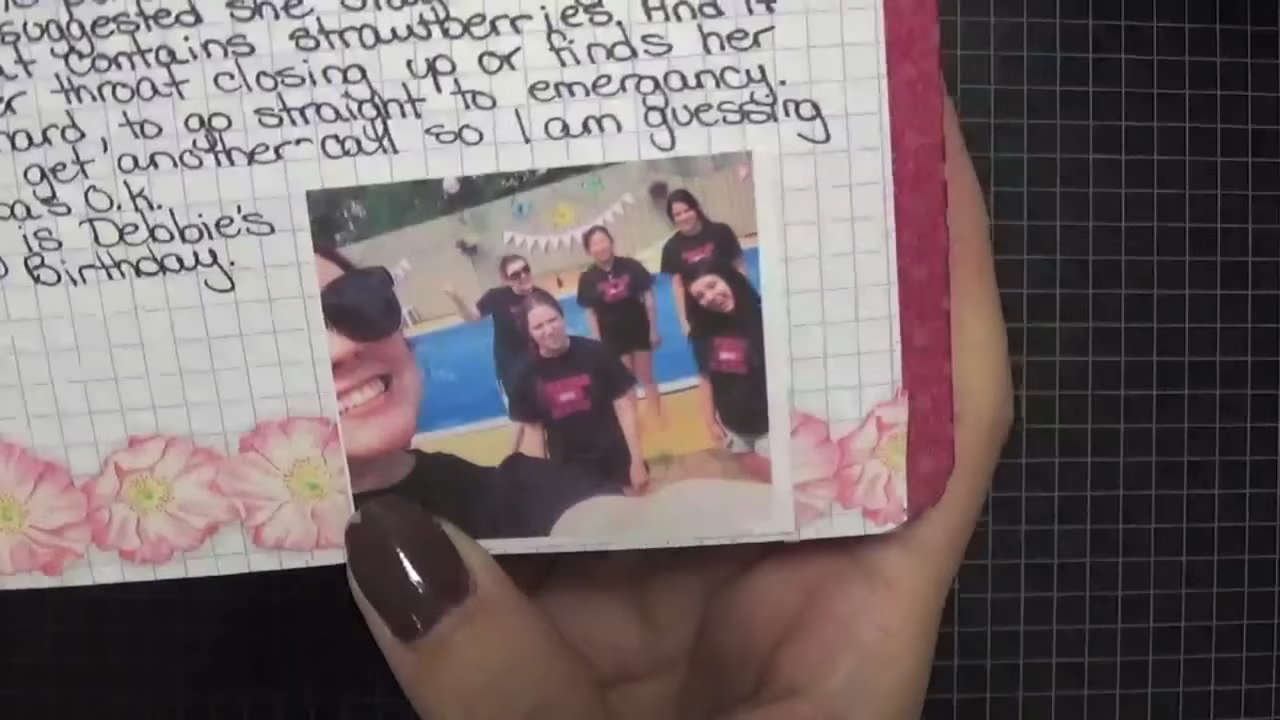 suggested she
contains strawberries. And if
throat closing up or finds her
hard, to go straight to emergancy.
get another call so I am guessing
was O.K.
is Debbie's
Birthday.